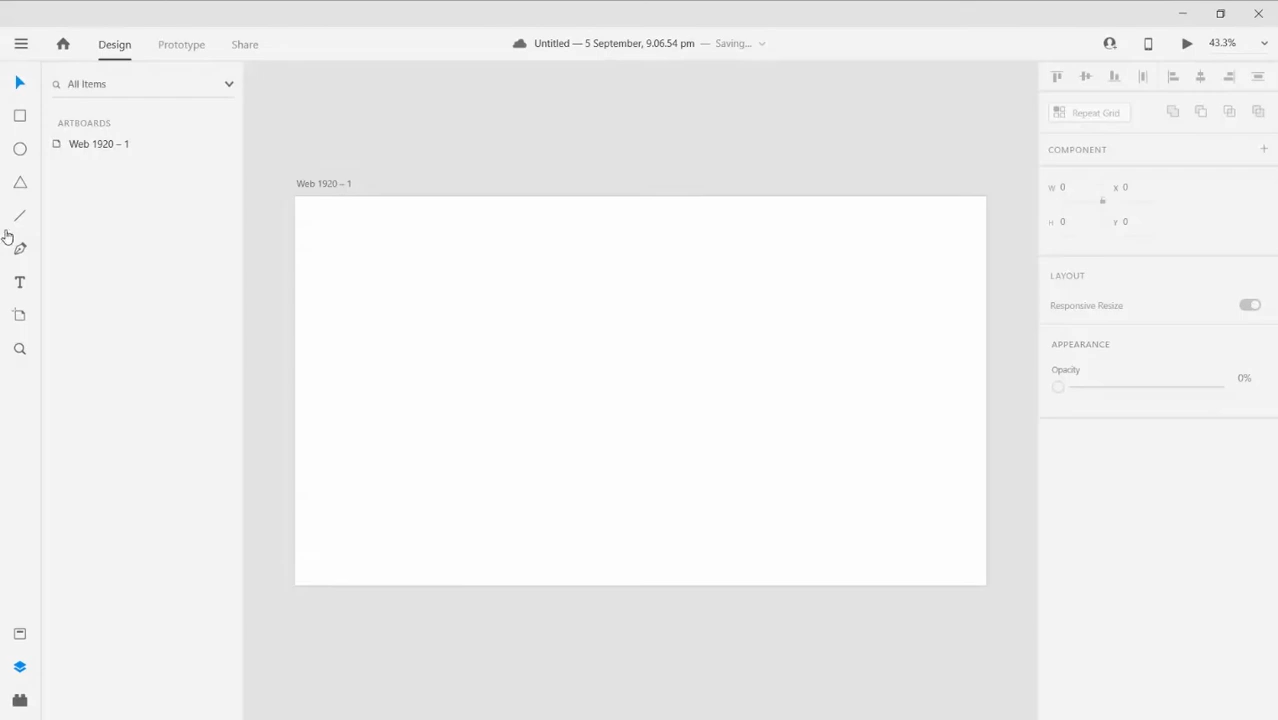 Design
Prototype
Share
Untitled — 5 September, 9.06.54 pm — Saving...
43.3%
All Items
ARTBOARDS
Web 1920 – 1
Web 1920 – 1
Repeat Grid
COMPONENT
W 0
X 0
H 0
Y 0
LAYOUT
Responsive Resize
APPEARANCE
Opacity
0%